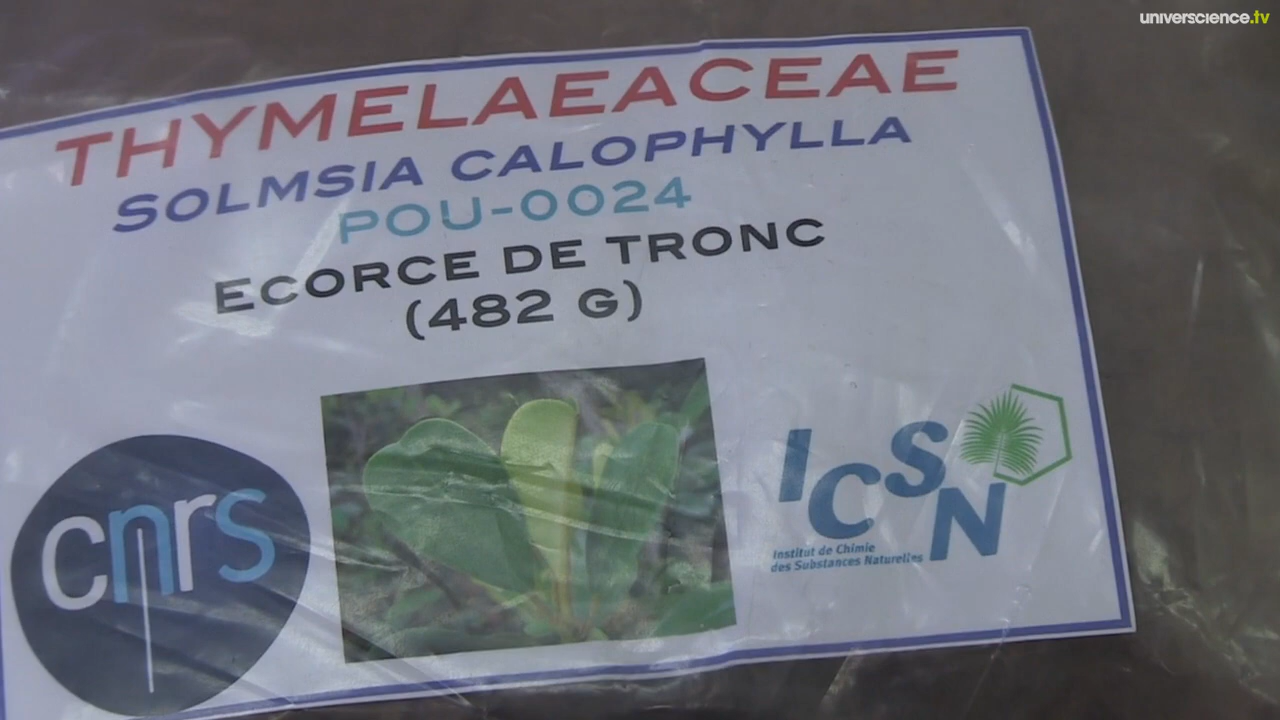 universcience.tv
THYMELAEACEAE
SOLMSIA CALOPHYLLA
POU-0024
ECORCE DE TRONC
(482 G)
cnrs
ICSN
Institut de Chimie
des Substances Naturelles